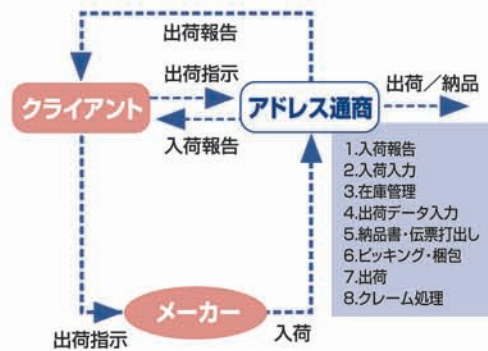 出荷報告
出荷指示
クライアント
アドレス通商
出荷／納品
入荷報告
1.入荷報告
2.入荷入力
3.在庫管理
4.出荷データ入力
5.納品書・伝票打出し
6.ピッキング・梱包
7.出荷
8.クレーム処理
メーカー
出荷指示
入荷